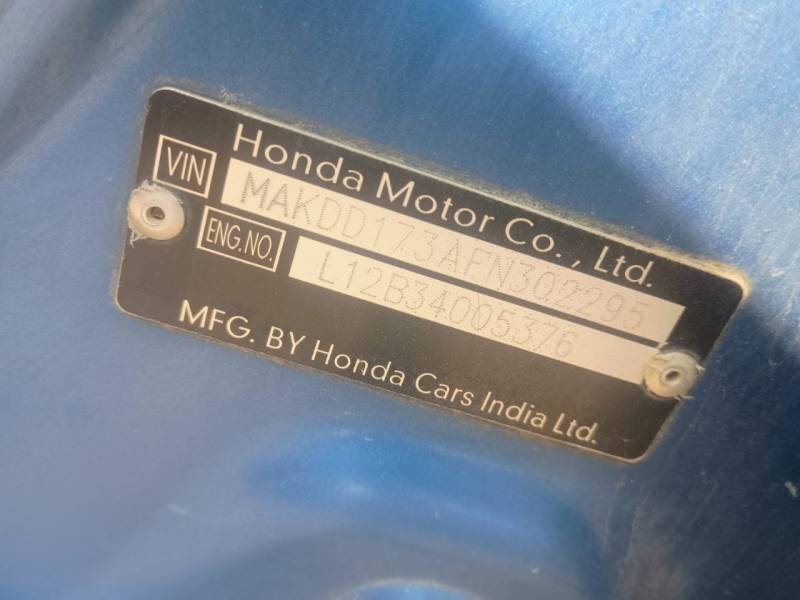 Honda Motor Co., Ltd.
VIN MAKDD173AFN302295
ENG.NO. L12B34005376
MFG. BY Honda Cars India Ltd.